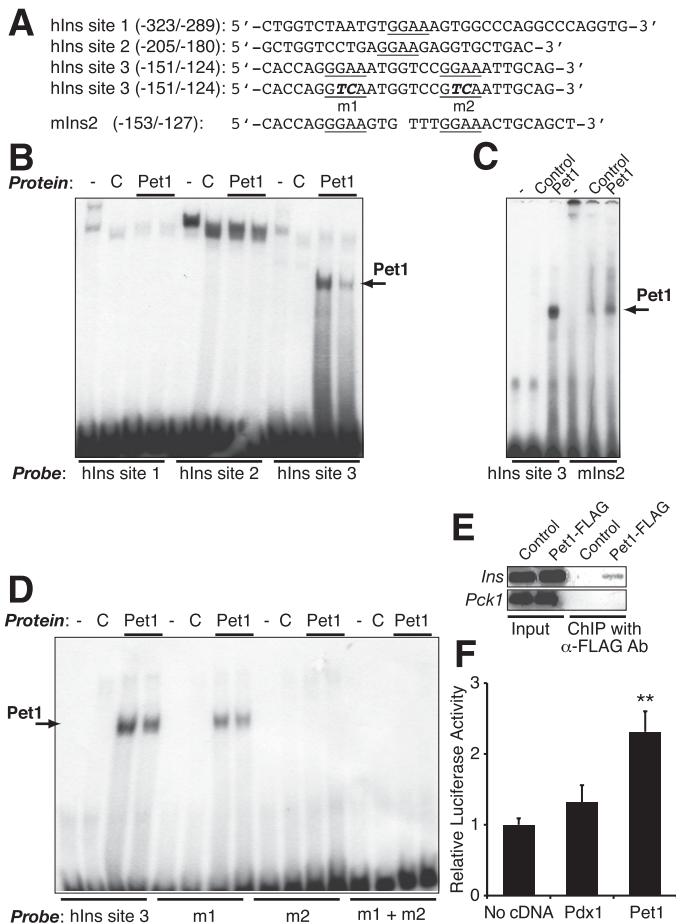 A
hIns site 1 (-323/-289): 5‘-CTGGTCTAATGTGGAAAGTGGCCCAGGCCCAGGTG-3’
hIns site 2 (-205/-180): 5‘-GCTGGTCCTGAGGAAGAGGTGCTGAC-3’
hIns site 3 (-151/-124): 5‘-CACCAGGGAAATGGTCCGGAAATTGCAG-3’
hIns site 3 (-151/-124): 5‘-CACCAGGTCAATGGTCCGTCAATTGCAG-3’
m1 m2
mIns2 (-153/-127): 5‘-CACCAGGGAAGTG TTTGGAAACTGCAGCT-3’
B
Protein: - C Pet1 - C Pet1 - C Pet1
Pet1
Probe: hIns site 1 hIns site 2 hIns site 3
C
- Control Pet1 - Control Pet1
Pet1
hIns site 3 mIns2
D
Protein: - C Pet1 - C Pet1 - C Pet1 - C Pet1
Pet1
Probe: hIns site 3 m1 m2 m1 + m2
E
Control Pet1-FLAG Control Pet1-FLAG
Ins
Pck1
Input ChIP with
α-FLAG Ab
F
Relative Luciferase Activity
3
2
1
0
**
No cDNA Pdx1 Pet1